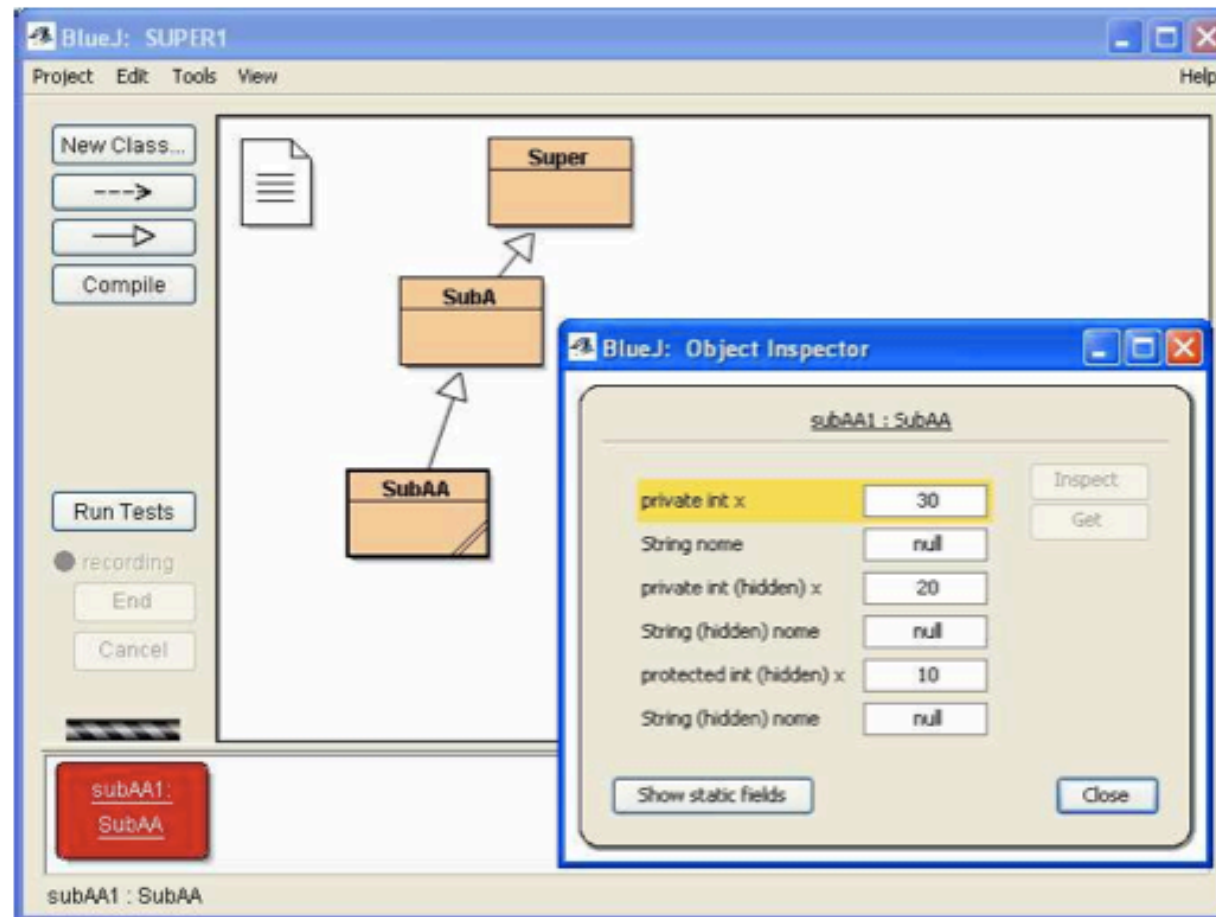 BlueJ: SUPER1
Project Edit Tools View Help
New Class...
Compile
Run Tests
recording
End
Cancel
Super
SubA
SubAA
BlueJ: Object Inspector
subAA1 : SubAA
private int x 30
String nome null
private int (hidden) x 20
String (hidden) nome null
protected int (hidden) x 10
String (hidden) nome null
Inspect
Get
Show static fields
Close
subAA1:
SubAA
subAA1 : SubAA